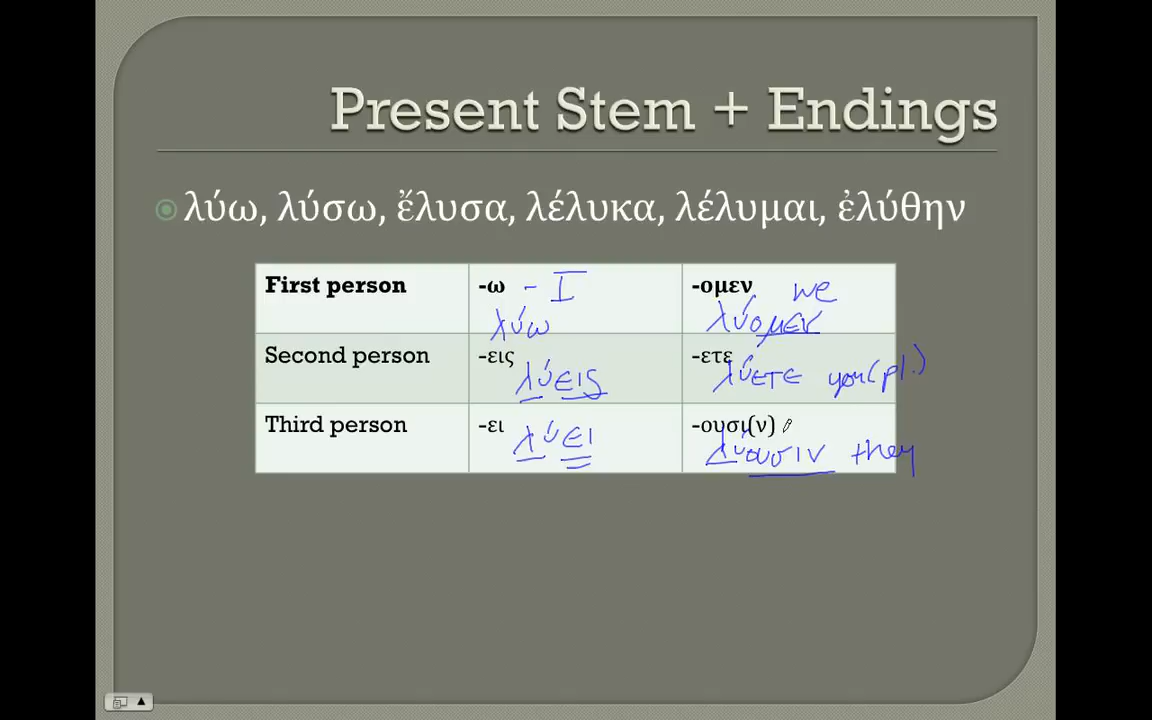 Present Stem + Endings
λύω, λύσω, ἔλυσα, λέλυκα, λέλυμαι, ἐλύθην
First person -ω - I -ομεν we
λύω λύομεν
Second person -εις -ετε
λύεις λύετε you (pl.)
Third person -ει -ουσι(ν)
λύει λύουσιν they